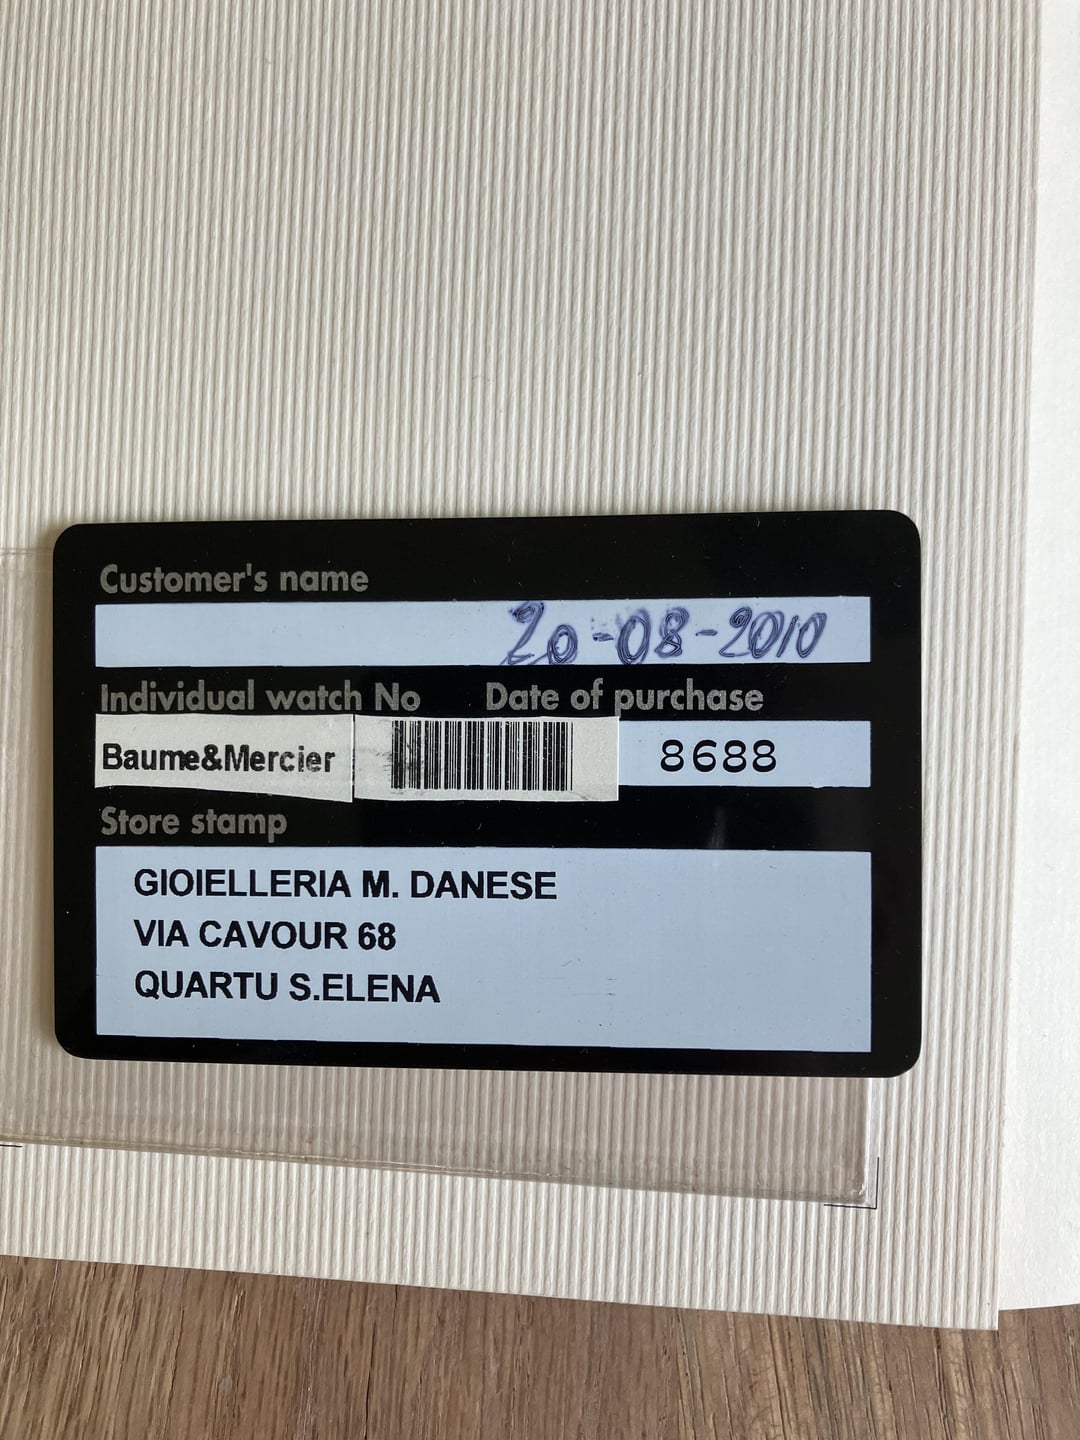 Customer's name
20-08-2010
Individual watch No Date of purchase
Baume&Mercier 8688
Store stamp
GIOIELLERIA M. DANESE
VIA CAVOUR 68
QUARTU S.ELENA